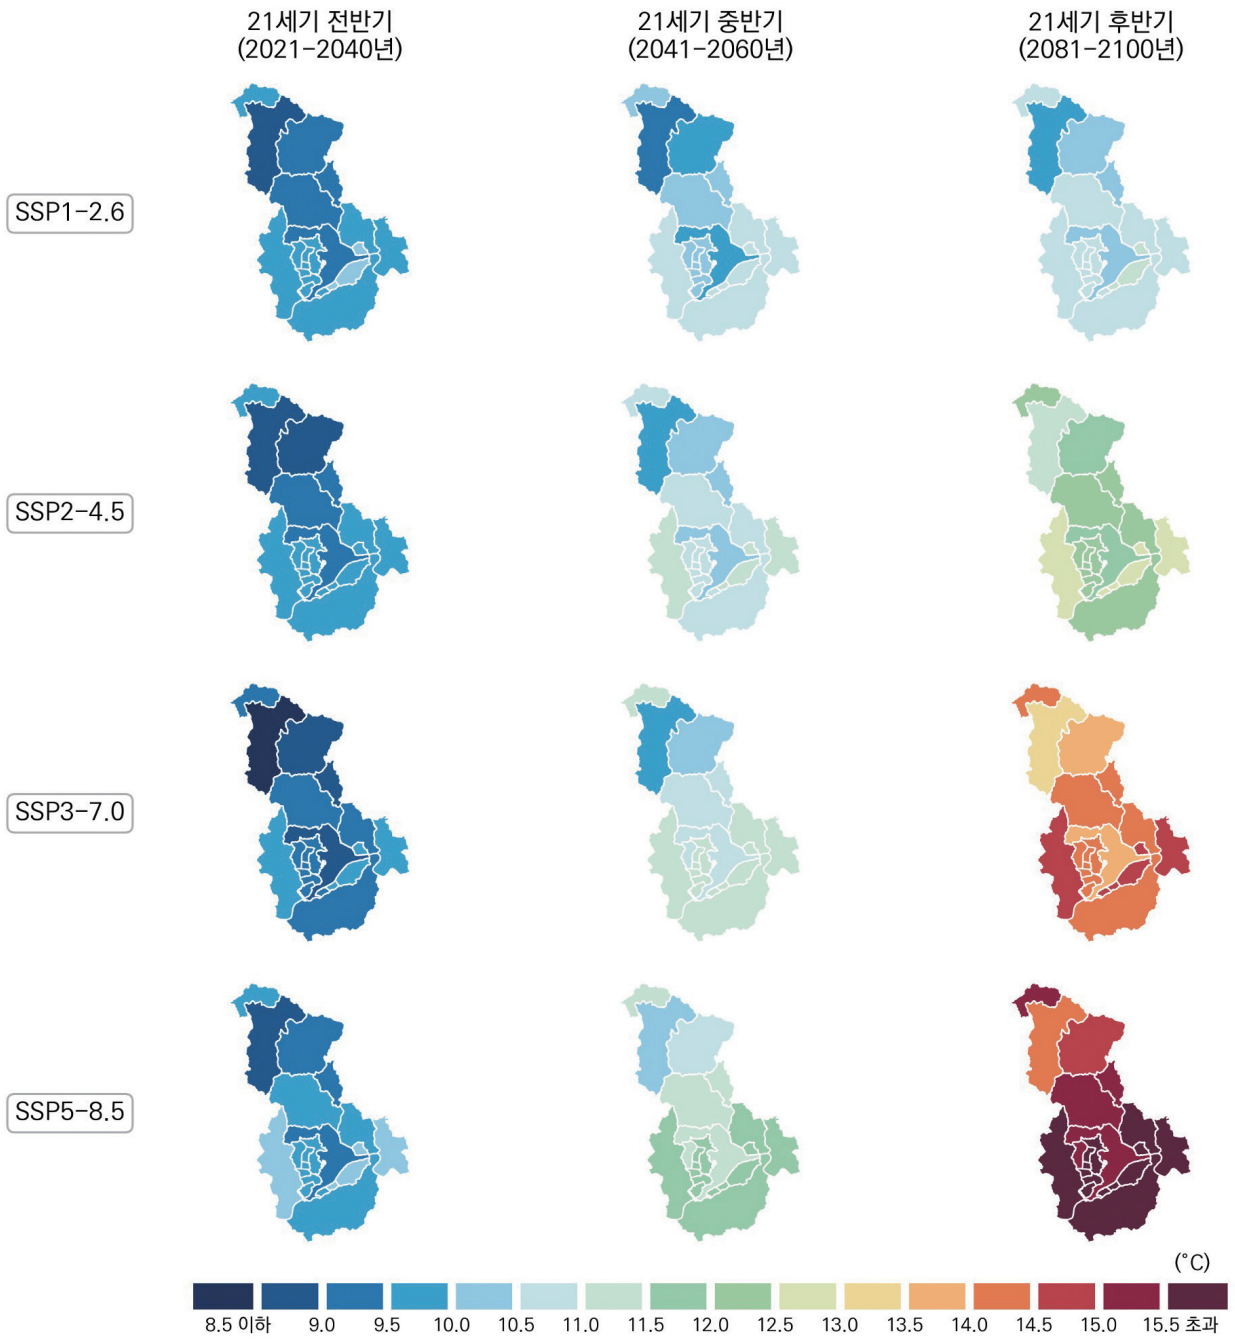 21세기 전반기
(2021-2040년)
21세기 중반기
(2041-2060년)
21세기 후반기
(2081-2100년)
SSP1-2.6
SSP2-4.5
SSP3-7.0
SSP5-8.5
(°C)
8.5 이하 9.0 9.5 10.0 10.5 11.0 11.5 12.0 12.5 13.0 13.5 14.0 14.5 15.0 15.5 초과